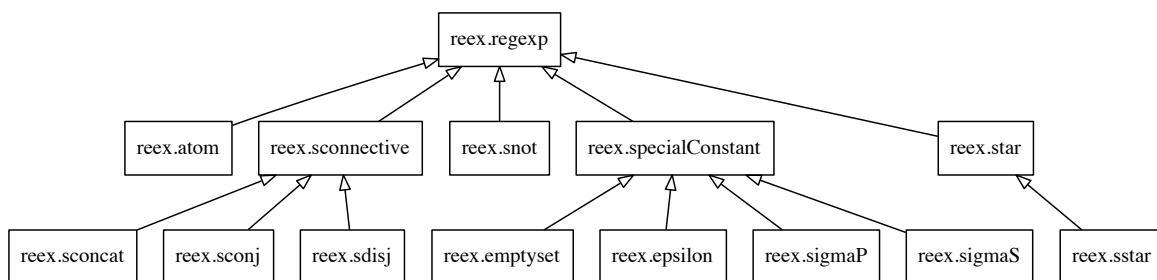 reex.regexp
reex.atom
reex.sconnective
reex.snot
reex.specialConstant
reex.star
reex.sconcat
reex.sconj
reex.sdisj
reex.emptyset
reex.epsilon
reex.sigmaP
reex.sigmaS
reex.sstar